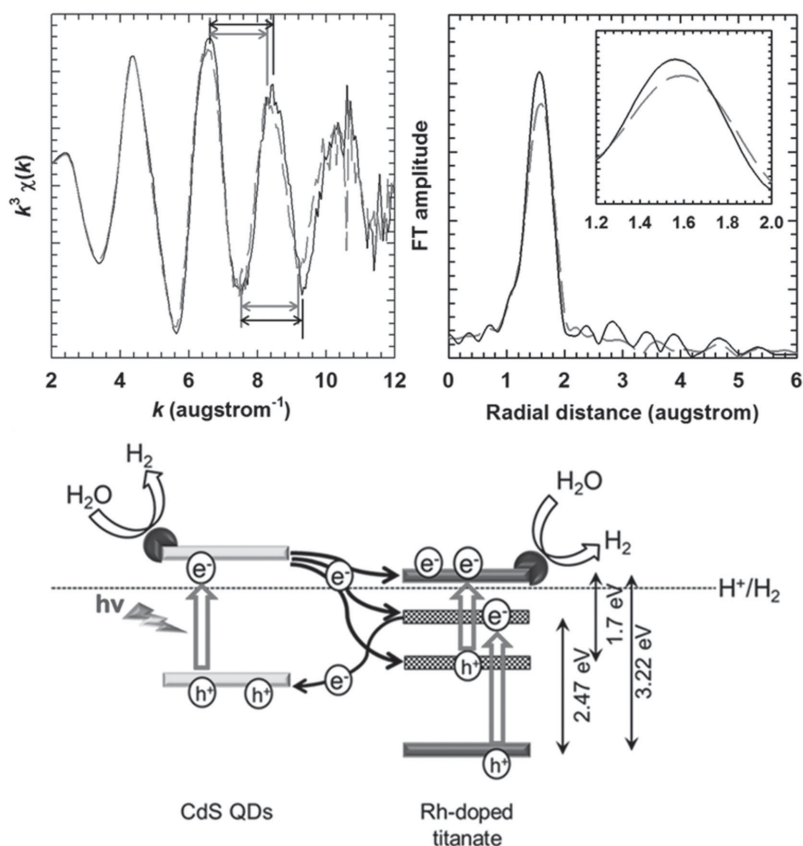 k³ χ(k)
2 4 6 8 10 12
k (augstrom⁻¹)
FT amplitude
1.2 1.4 1.6 1.8 2.0
0 1 2 3 4 5 6
Radial distance (augstrom)
H₂
H₂O
H₂O
H₂
e⁻
e⁻
e⁻
e⁻
H⁺/H₂
hν
e⁻
1.7 eV
3.22 eV
2.47 eV
h⁺
h⁺
h⁺
e⁻
h⁺
CdS QDs
Rh-doped
titanate